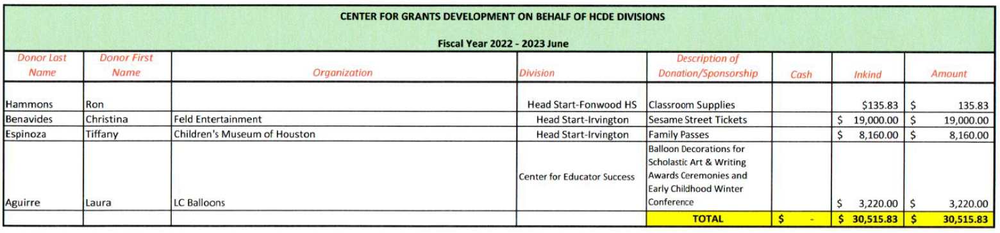 CENTER FOR GRANTS DEVELOPMENT ON BEHALF OF HCDE DIVISIONS
Fiscal Year 2022 - 2023 June
Donor Last Name Donor First Name Organization Division Description of Donation/Sponsorship Cash Inkind Amount
Hammons Ron Head Start-Fonwood HS Classroom Supplies $135.83 $ 135.83
Benavides Christina Feld Entertainment Head Start-Irvington Sesame Street Tickets $ 19,000.00 $ 19,000.00
Espinoza Tiffany Children's Museum of Houston Head Start-Irvington Family Passes $ 8,160.00 $ 8,160.00
Balloon Decorations for
Scholastic Art & Writing
Center for Educator Success Awards Ceremonies and
Early Childhood Winter
Aguirre Laura LC Balloons Conference $ 3,220.00 $ 3,220.00
TOTAL $ - $ 30,515.83 $ 30,515.83